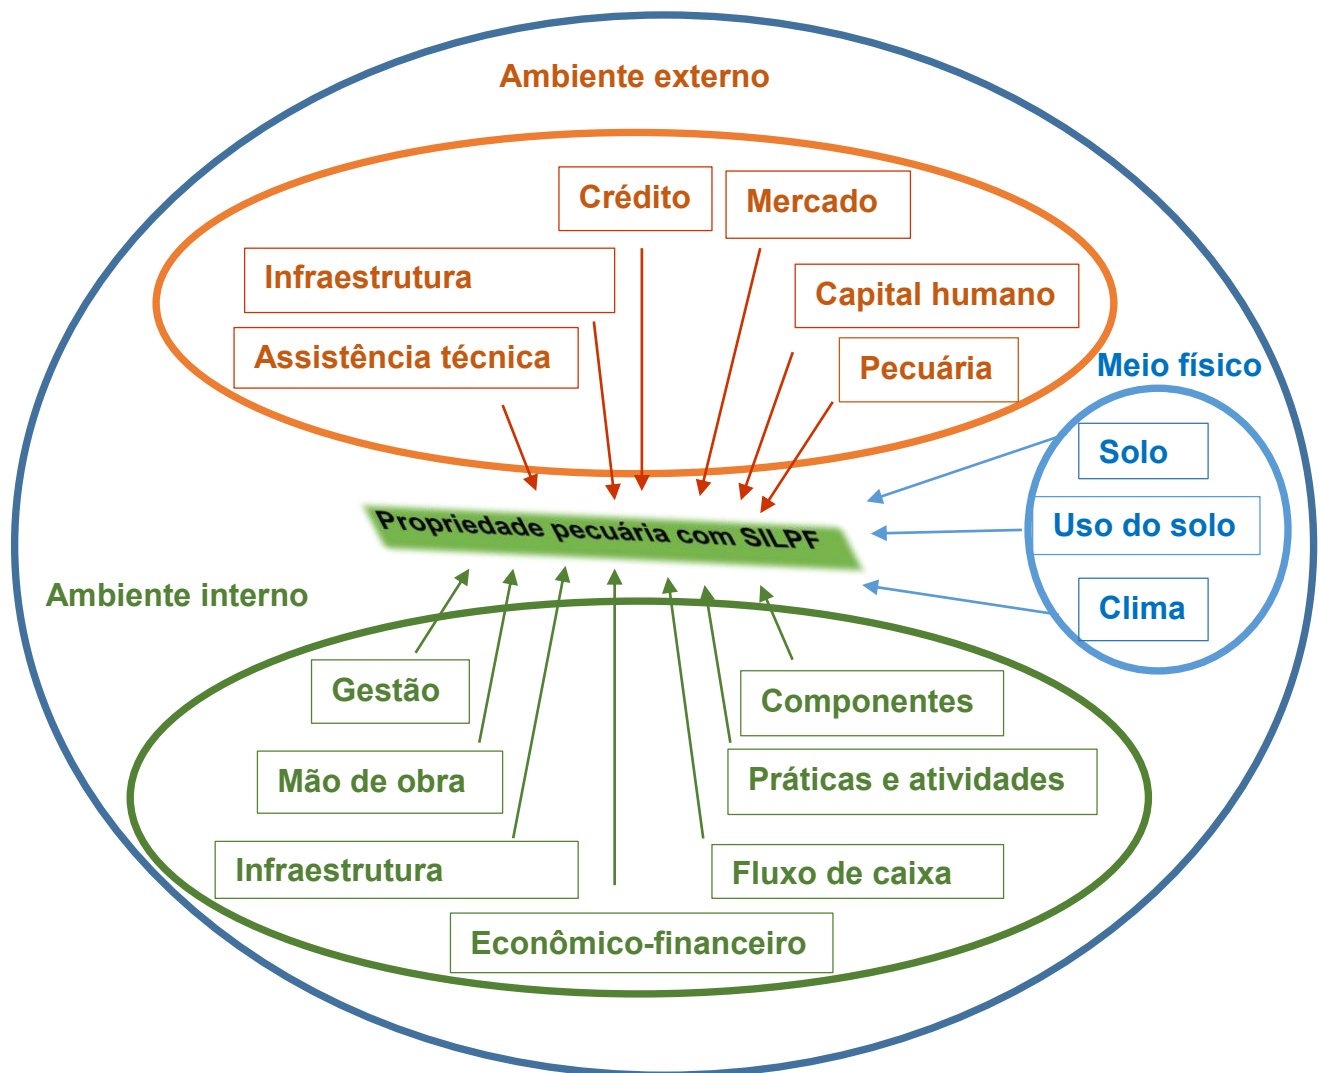 Ambiente externo
Crédito
Mercado
Infraestrutura
Capital humano
Assistência técnica
Pecuária
Meio físico
Solo
Uso do solo
Clima
Propriedade pecuária com SILPF
Ambiente interno
Gestão
Componentes
Mão de obra
Práticas e atividades
Infraestrutura
Fluxo de caixa
Econômico-financeiro